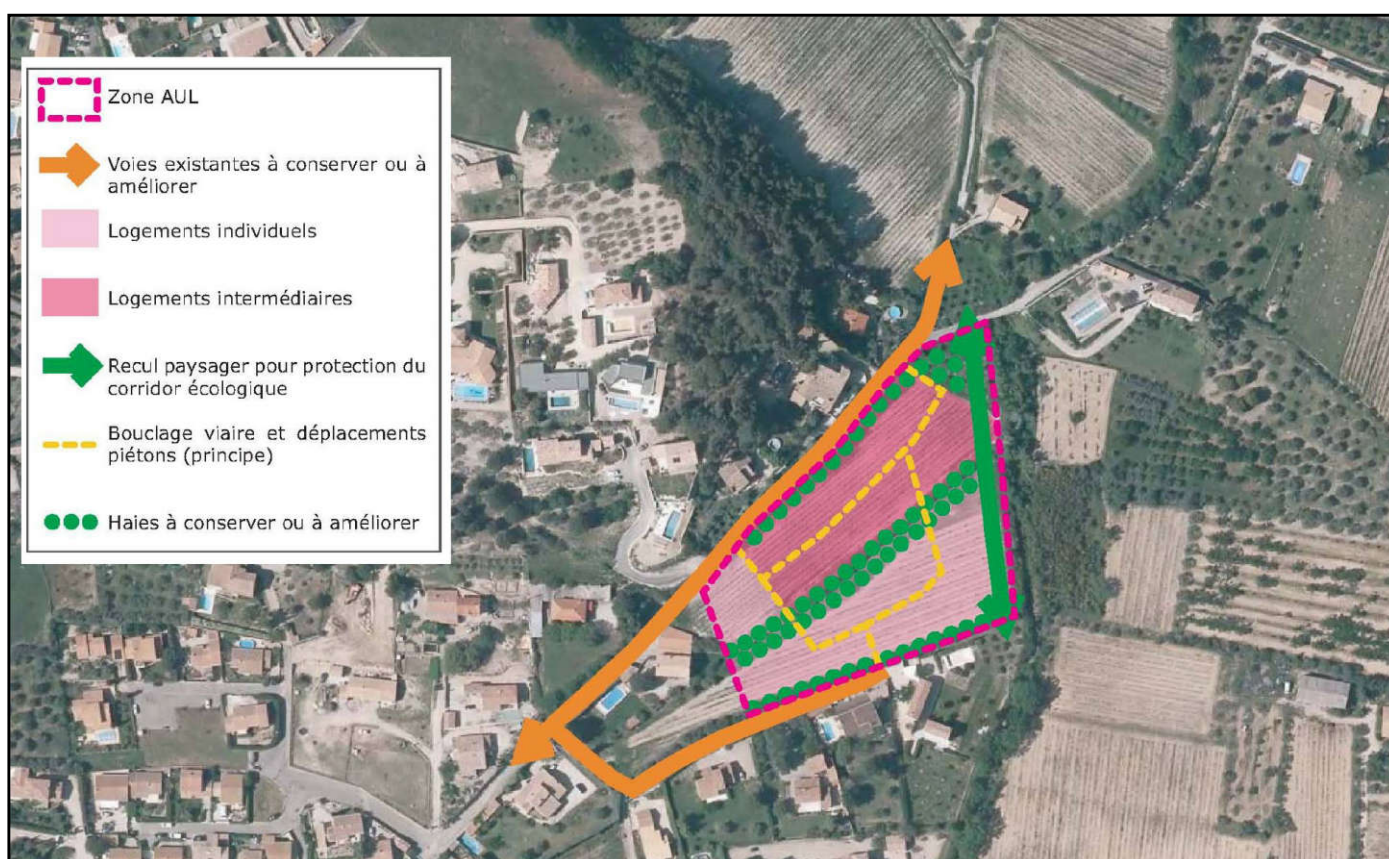 Zone AUL
Voies existantes à conserver ou à
améliorer
Logements individuels
Logements intermédiaires
Recul paysager pour protection du
corridor écologique
Bouclage viaire et déplacements
piétons (principe)
Haies à conserver ou à améliorer